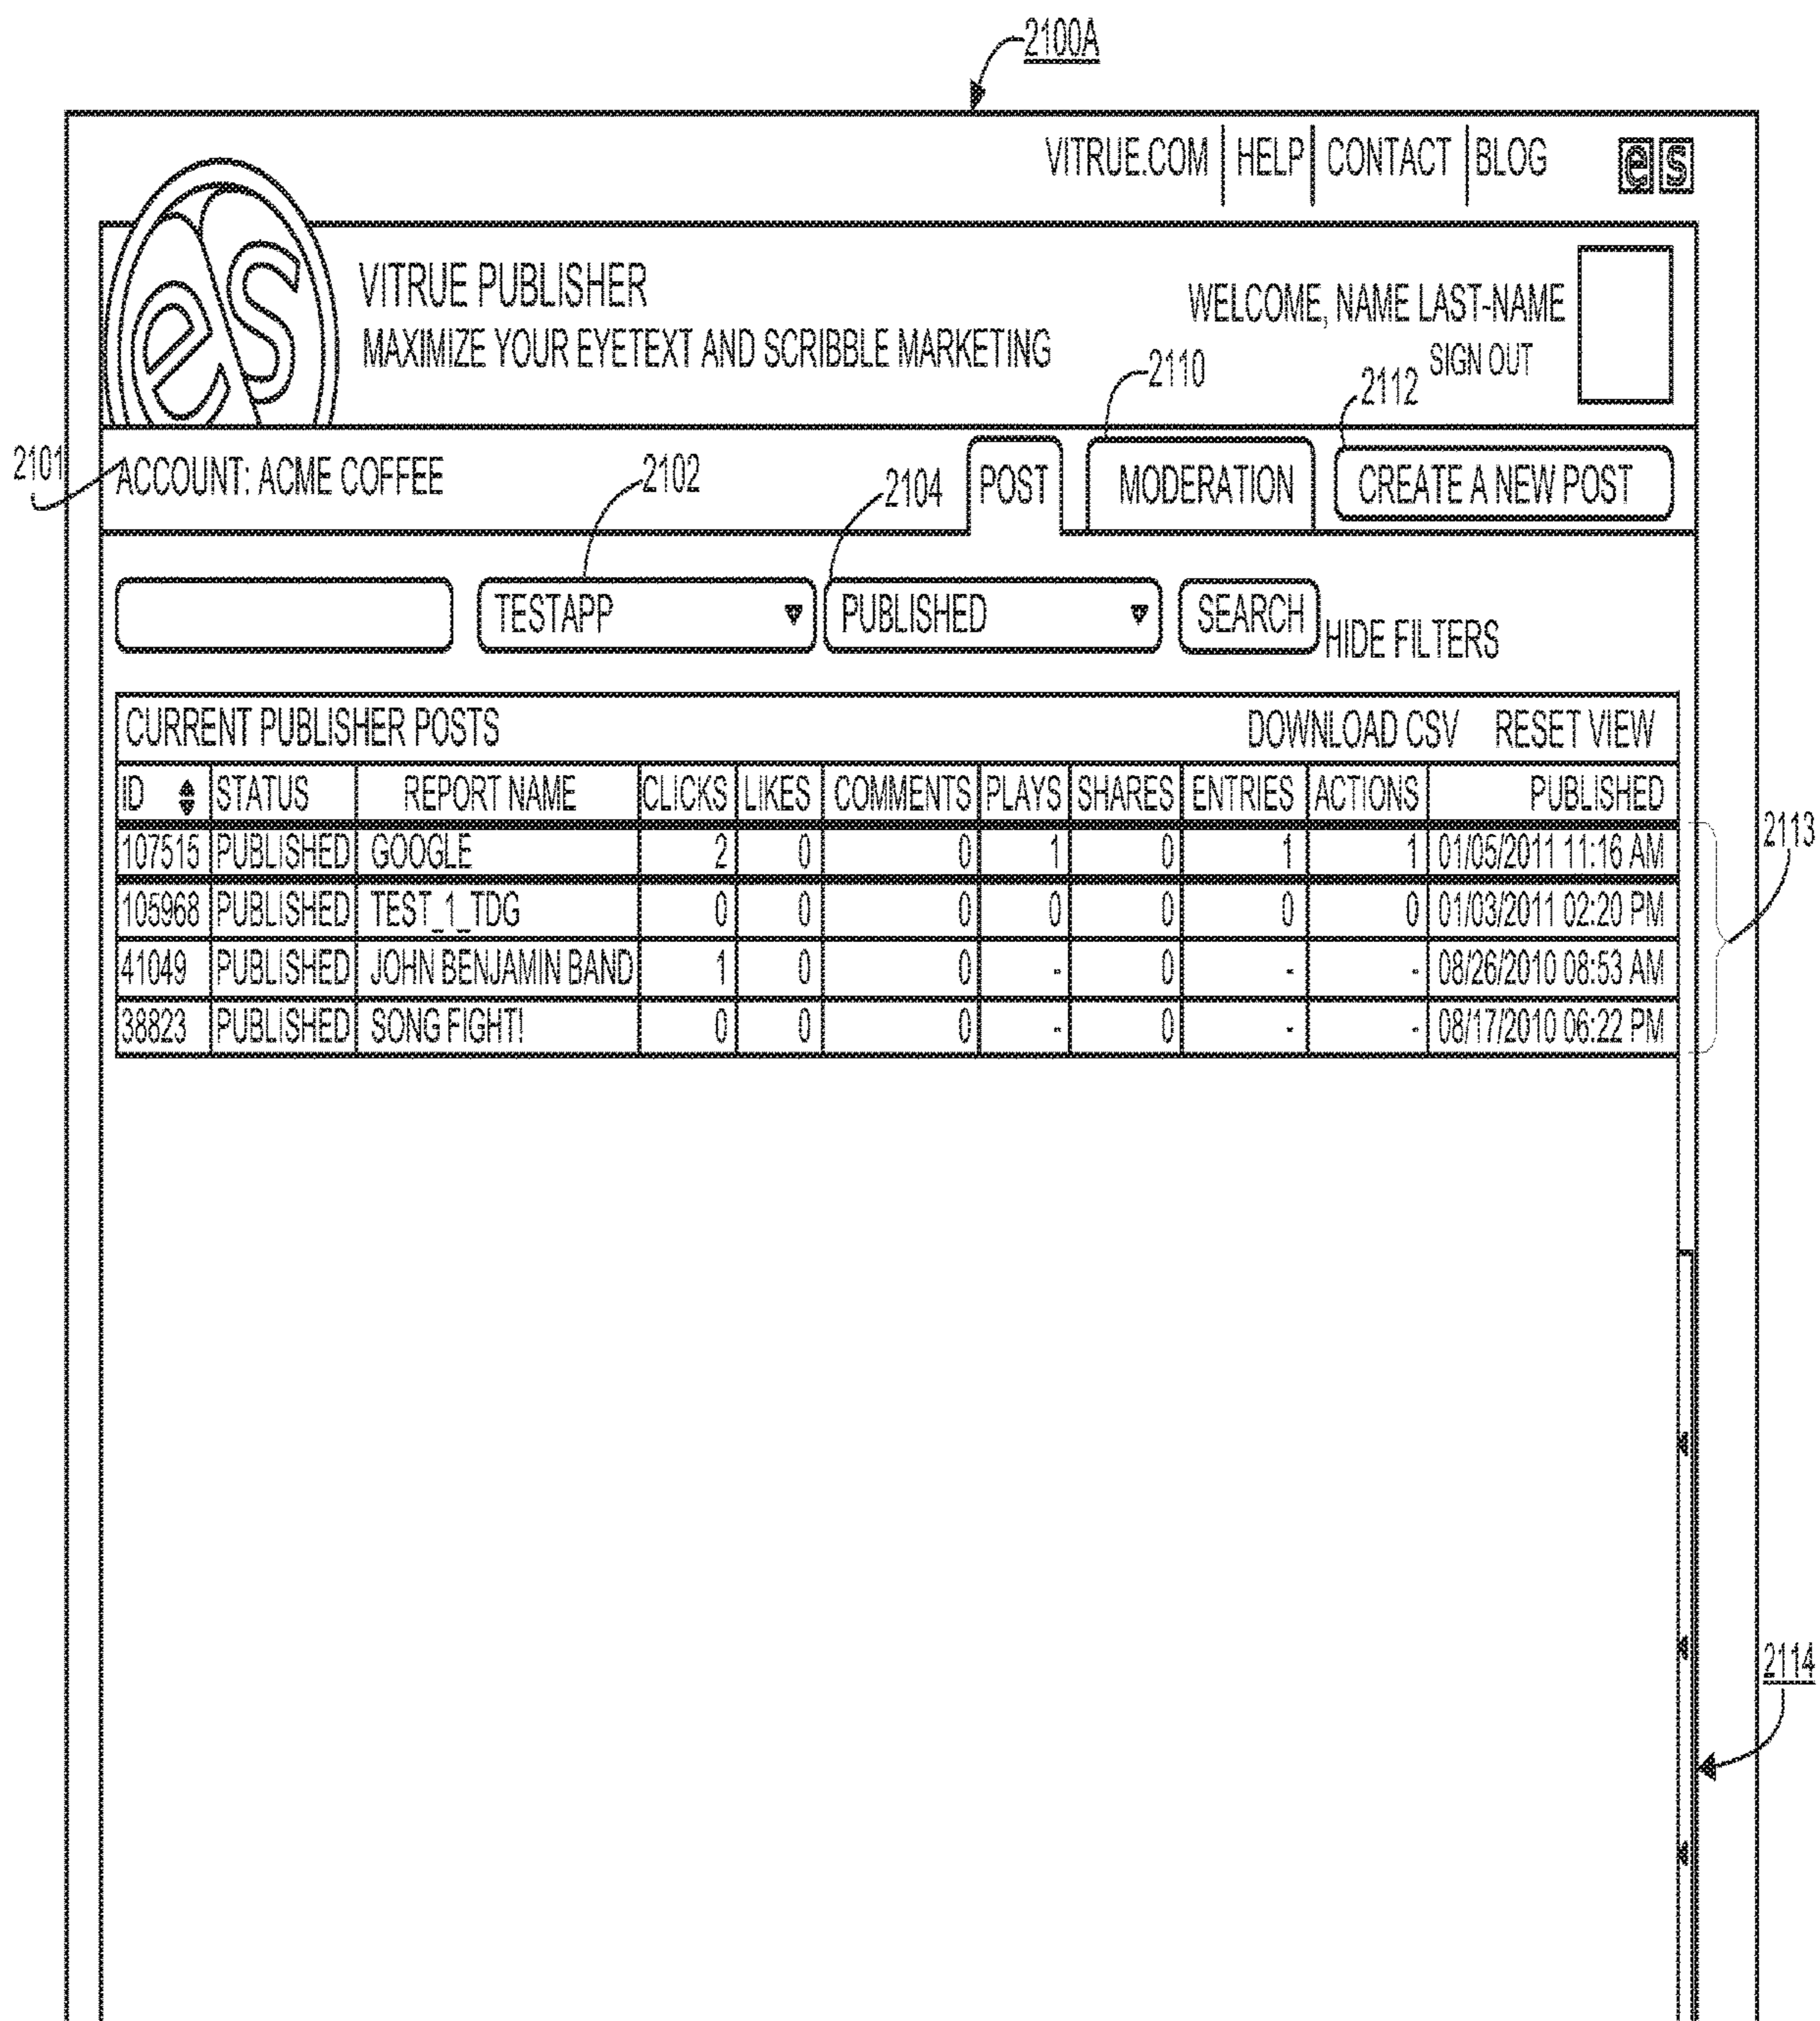 2100A
VITRUE.COM HELP CONTACT BLOG es
es
VITRUE PUBLISHER
MAXIMIZE YOUR EYETEXT AND SCRIBBLE MARKETING
WELCOME, NAME LAST-NAME
SIGN OUT
2110
2112
2101
ACCOUNT: ACME COFFEE
2102
2104
POST MODERATION CREATE A NEW POST
TESTAPP PUBLISHED SEARCH HIDE FILTERS
CURRENT PUBLISHER POSTS DOWNLOAD CSV RESET VIEW
ID STATUS REPORT NAME CLICKS LIKES COMMENTS PLAYS SHARES ENTRIES ACTIONS PUBLISHED
107515 PUBLISHED GOOGLE 2 0 0 1 0 1 1 01/05/2011 11:16 AM
105968 PUBLISHED TEST_1_TDG 0 0 0 0 0 0 0 01/03/2011 02:20 PM
41049 PUBLISHED JOHN BENJAMIN BAND 1 0 0 - 0 - - 08/26/2010 08:53 AM
38823 PUBLISHED SONG FIGHT! 0 0 0 - 0 - - 08/17/2010 06:22 PM
2113
2114